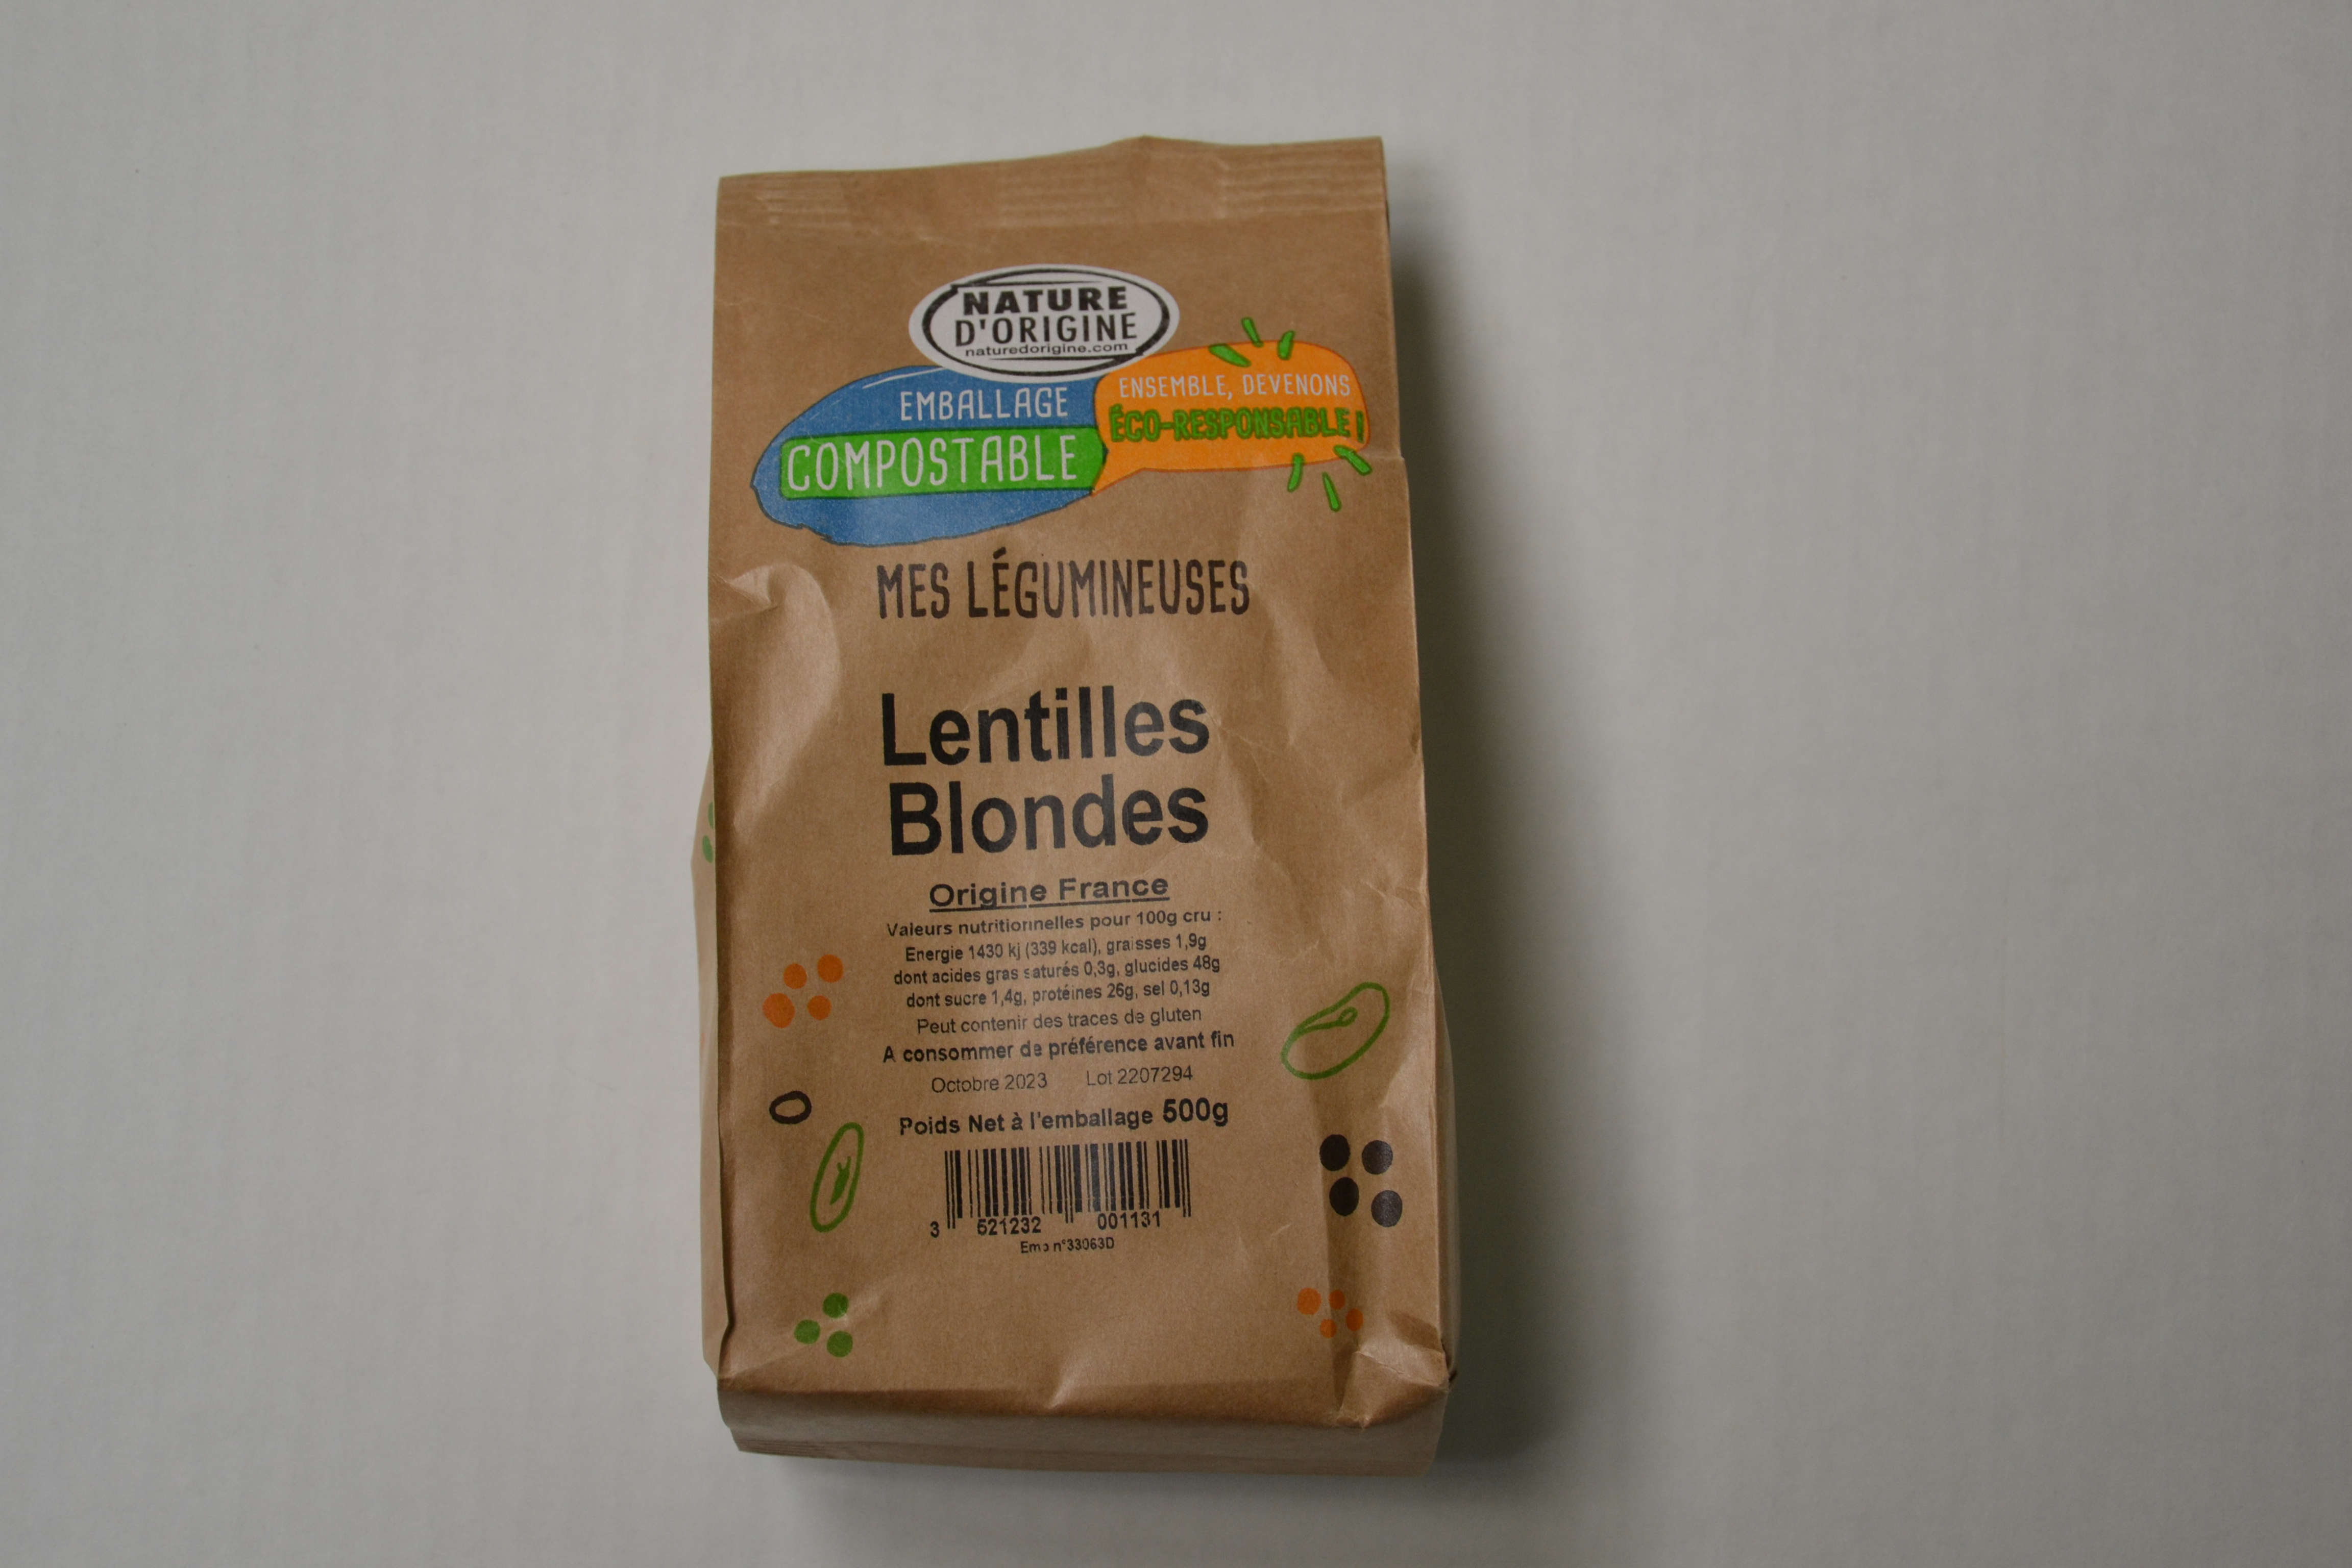 NATURE
D'ORIGINE
naturedorigine.com
EMBALLAGE
COMPOSTABLE
ENSEMBLE, DEVENONS
ÉCO-RESPONSABLE !
MES LÉGUMINEUSES
Lentilles
Blondes
Origine France
Valeurs nutritionnelles pour 100g cru :
Energie 1430 kj (339 kcal), graisses 1,9g
dont acides gras saturés 0,3g, glucides 48g
dont sucre 1,4g, protéines 26g, sel 0,13g
Peut contenir des traces de gluten
A consommer de préférence avant fin
Octobre 2023 Lot 2207294
Poids Net à l'emballage 500g
3 521232 001131
Emb n°33063D